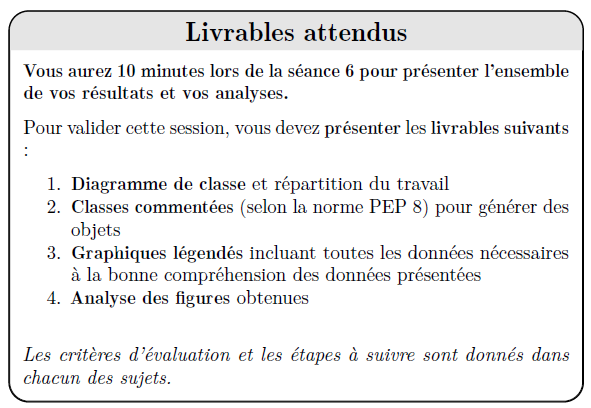 Livrables attendus
Vous aurez 10 minutes lors de la séance 6 pour présenter l'ensemble
de vos résultats et vos analyses.
Pour valider cette session, vous devez présenter les livrables suivants
:
1. Diagramme de classe et répartition du travail
2. Classes commentées (selon la norme PEP 8) pour générer des
objets
3. Graphiques légendés incluant toutes les données nécessaires
à la bonne compréhension des données présentées
4. Analyse des figures obtenues
Les critères d'évaluation et les étapes à suivre sont donnés dans
chacun des sujets.